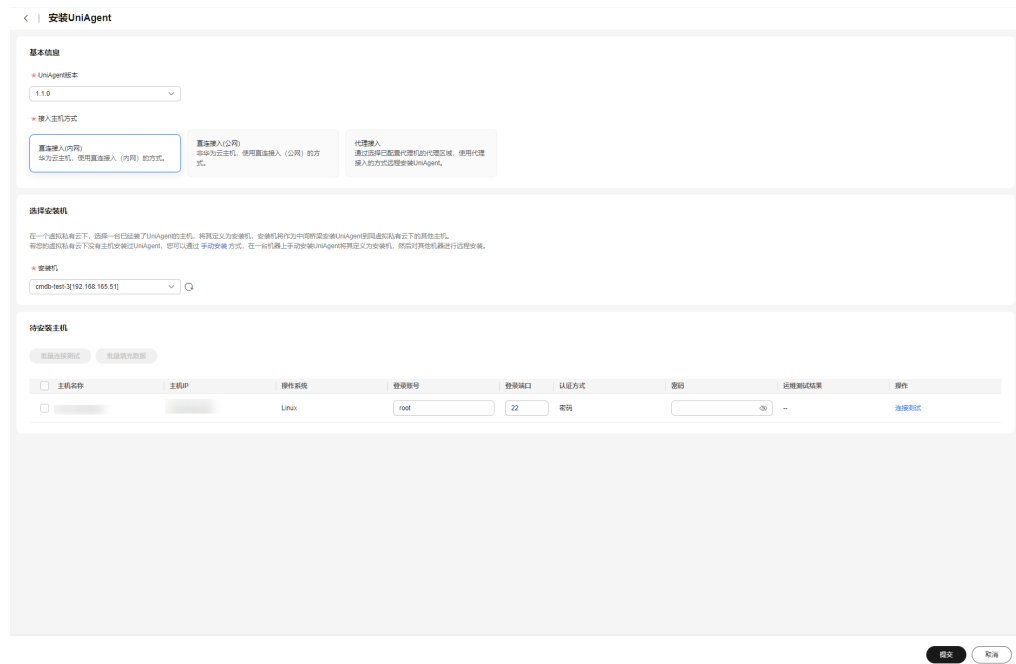 安装UniAgent
基本信息
* UniAgent版本
1.1.0
* 接入主机方式
直连接入(内网)
华为云主机，使用直连接入（内网）的方式。
直连接入(公网)
非华为云主机，使用直连接入（公网）的方
式。
代理接入
通过选择已配置代理机的代理区域，使用代理
接入的方式远程安装UniAgent。
选择安装机
在一个虚拟私有云下，选择一台已经装了UniAgent的主机，将其定义为安装机，安装机将作为中间桥梁安装UniAgent到同虚拟私有云下的其他主机。
若您的虚拟私有云下没有主机安装过UniAgent，您可以通过 手动安装 方式，在一台机器上手动安装UniAgent将其定义为安装机，然后对其他机器进行远程安装。
* 安装机
cmdb-test-3[192.168.165.51]
待安装主机
批量连接测试 批量填充数据
主机名称 主机IP 操作系统 登录账号 登录端口 认证方式 密码 运维测试结果 操作
Linux root 22 密码 -- 连接测试
提交 取消